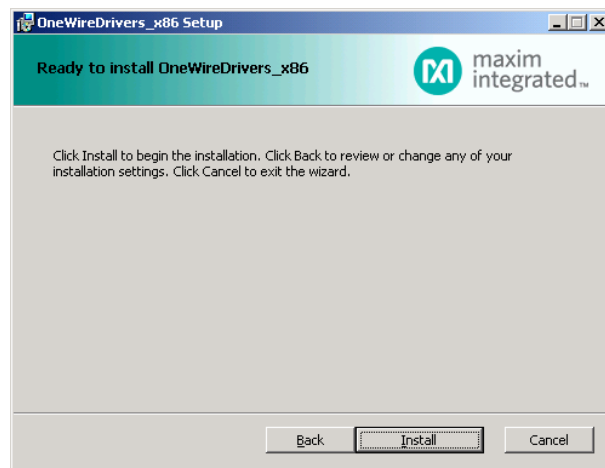 OneWireDrivers_x86 Setup
Ready to install OneWireDrivers_x86
maxim
integrated™
Click Install to begin the installation. Click Back to review or change any of your
installation settings. Click Cancel to exit the wizard.
Back
Install
Cancel